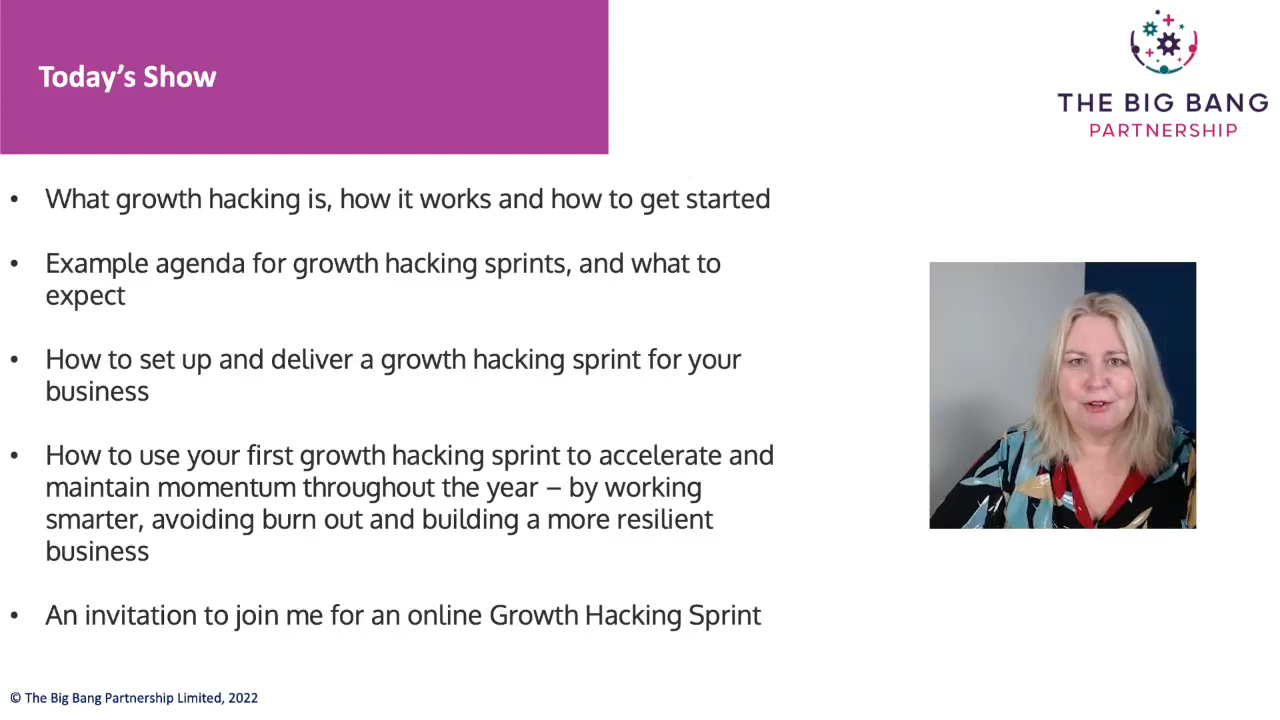 Today's Show
THE BIG BANG
PARTNERSHIP
• What growth hacking is, how it works and how to get started
• Example agenda for growth hacking sprints, and what to
expect
• How to set up and deliver a growth hacking sprint for your
business
• How to use your first growth hacking sprint to accelerate and
maintain momentum throughout the year – by working
smarter, avoiding burn out and building a more resilient
business
• An invitation to join me for an online Growth Hacking Sprint
© The Big Bang Partnership Limited, 2022